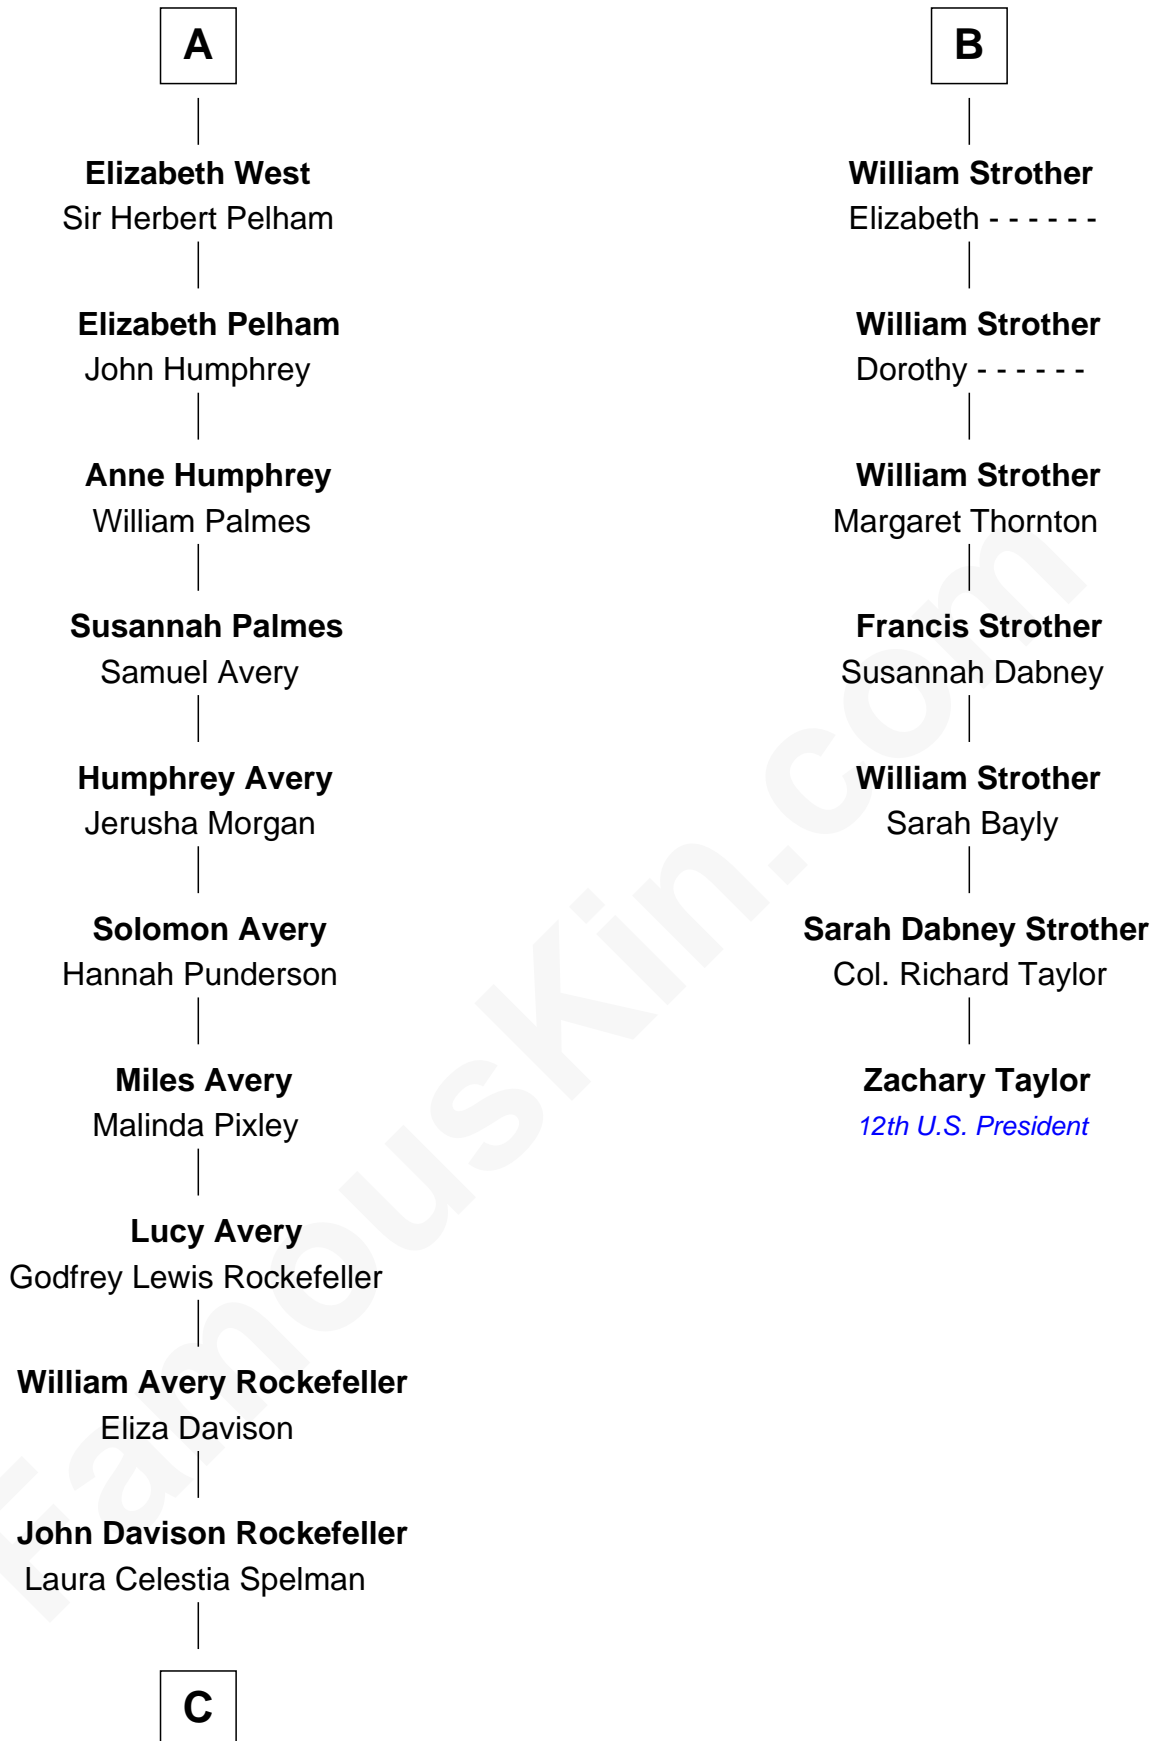 A
Elizabeth West
Sir Herbert Pelham
Elizabeth Pelham
John Humphrey
Anne Humphrey
William Palmes
Susannah Palmes
Samuel Avery
Humphrey Avery
Jerusha Morgan
Solomon Avery
Hannah Punderson
Miles Avery
Malinda Pixley
Lucy Avery
Godfrey Lewis Rockefeller
William Avery Rockefeller
Eliza Davison
John Davison Rockefeller
Laura Celestia Spelman
C
B
William Strother
Elizabeth - - - - - -
William Strother
Dorothy - - - - - -
William Strother
Margaret Thornton
Francis Strother
Susannah Dabney
William Strother
Sarah Bayly
Sarah Dabney Strother
Col. Richard Taylor
Zachary Taylor
12th U.S. President
FamousKin.com